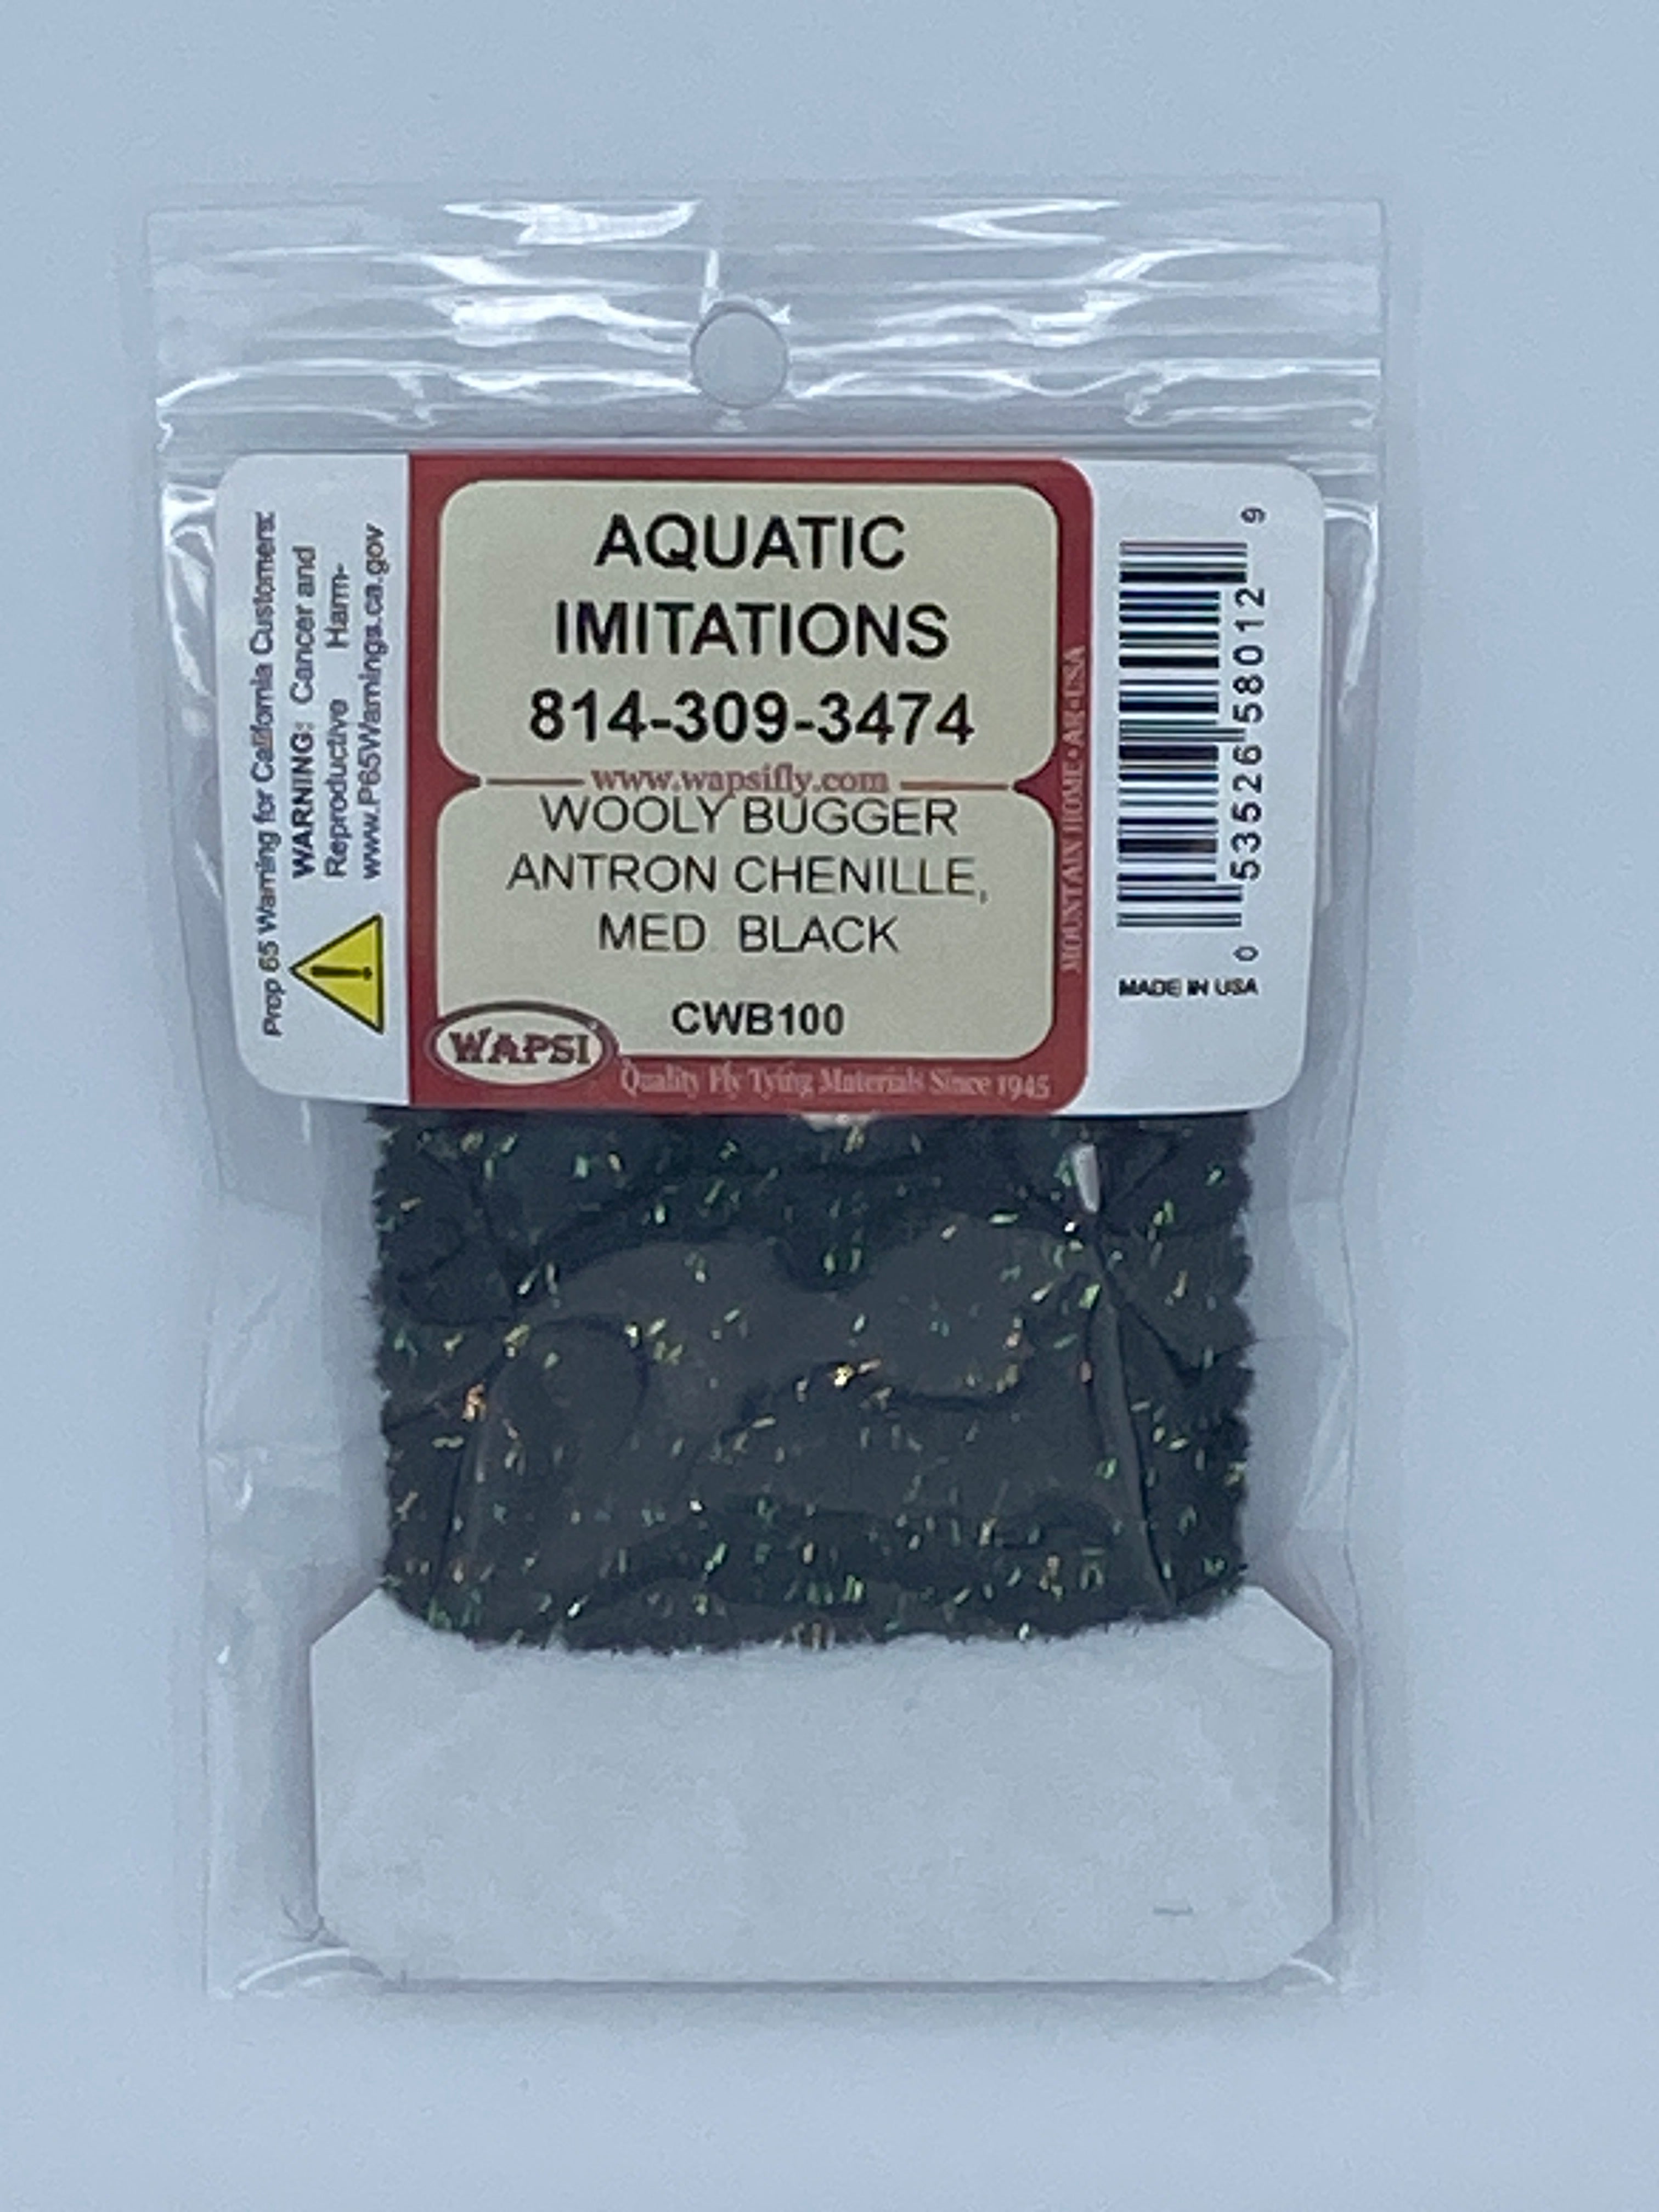 AQUATIC
IMITATIONS
814-309-3474
www.wapsifly.com
WOOLY BUGGER
ANTRON CHENILLE,
MED BLACK
CWB100
WAPSI
Quality Fly Tying Materials Since 1945
MOUNTAIN HOME•AR•USA
Prop 65 Warning for California Customers:
WARNING: Cancer and
Reproductive Harm-
www.P65Warnings.ca.gov
0 53526 58012 9
MADE IN USA